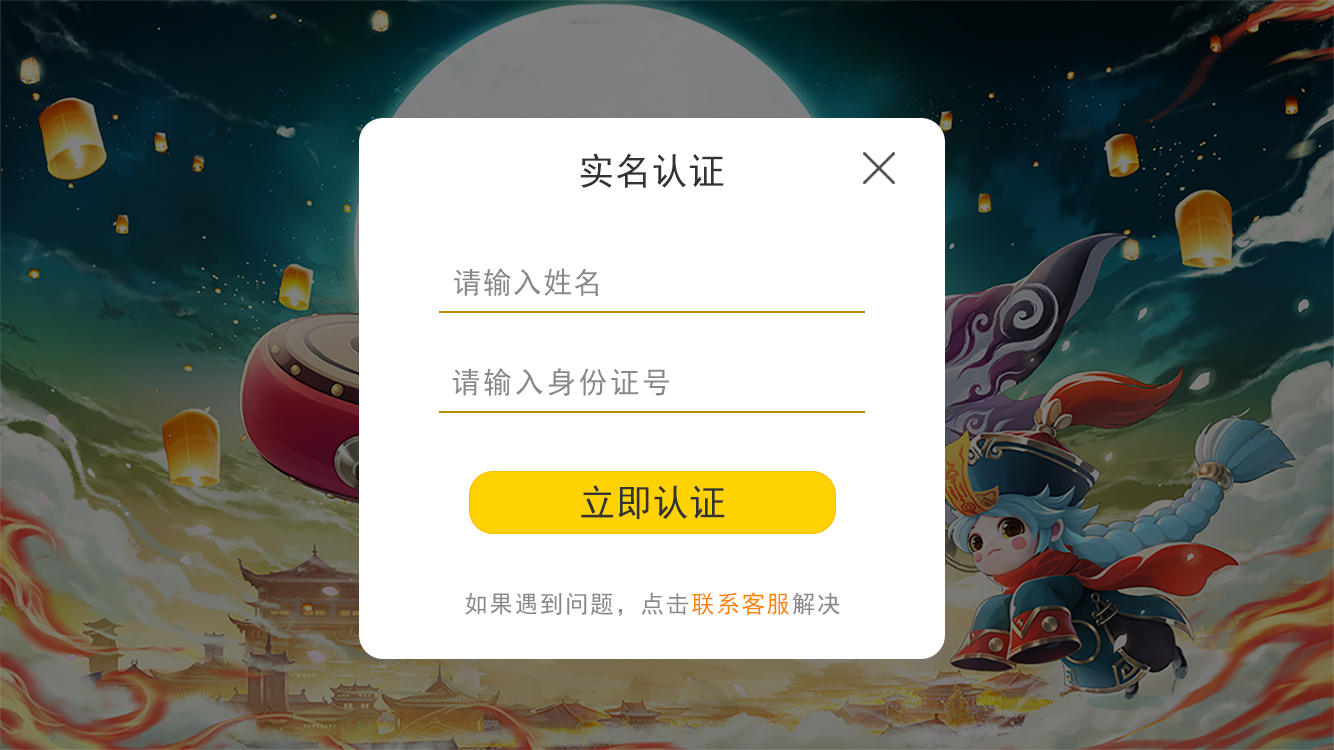 实名认证
请输入姓名
请输入身份证号
立即认证
如果遇到问题，点击联系客服解决